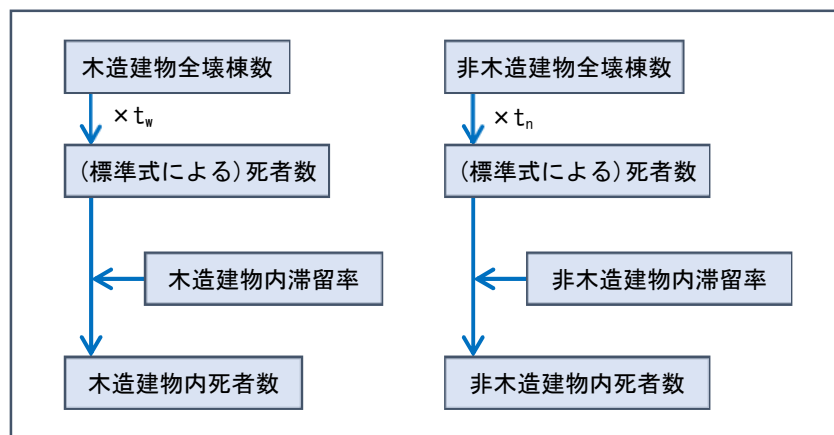 木造建物全壊棟数
×tw
(標準式による)死者数
木造建物内滞留率
木造建物内死者数
非木造建物全壊棟数
×tn
(標準式による)死者数
非木造建物内滞留率
非木造建物内死者数